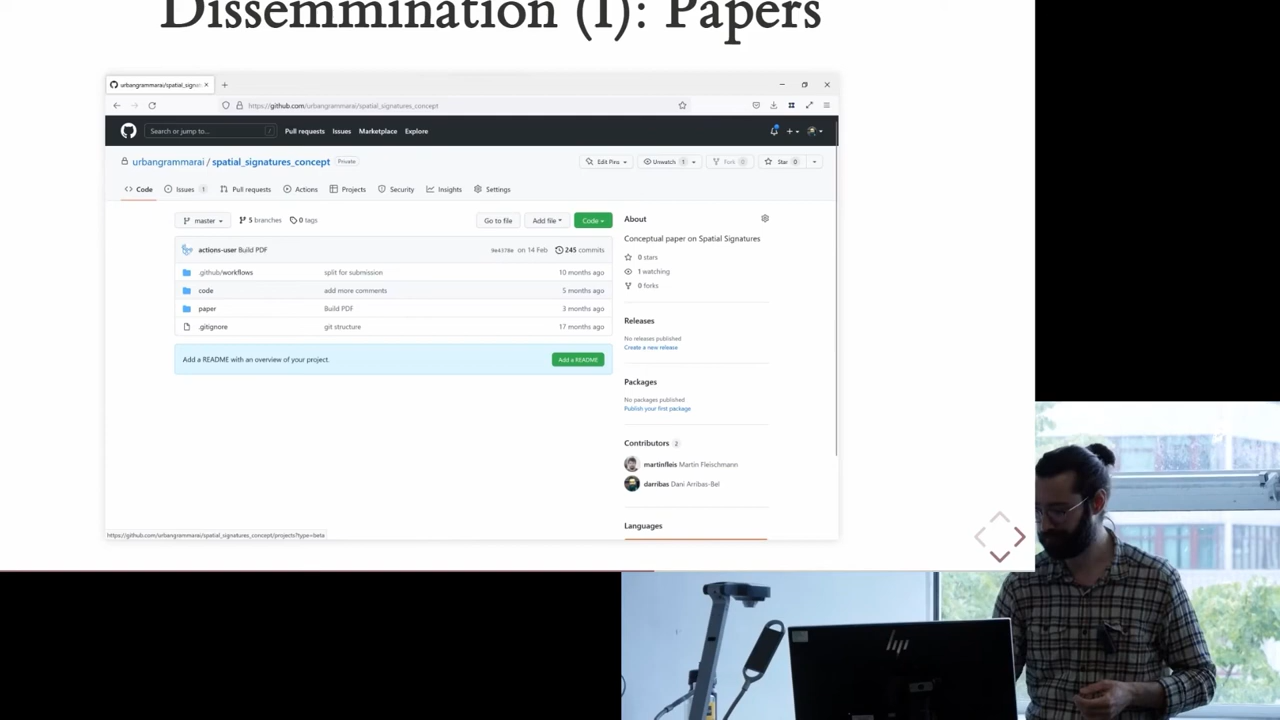 Dissemmination (1): Papers
urbangrammarai/spatial_signa
https://github.com/urbangrammarai/spatial_signatures_concept
Search or jump to... /
Pull requests Issues Marketplace Explore
urbangrammarai / spatial_signatures_concept Private
Edit Pins Unwatch 1 Fork 0 Star 0
Code Issues 1 Pull requests Actions Projects Security Insights Settings
master 5 branches 0 tags Go to file Add file Code
actions-user Build PDF 9e4378e on 14 Feb 245 commits
.github/workflows split for submission 10 months ago
code add more comments 5 months ago
paper Build PDF 3 months ago
.gitignore git structure 17 months ago
Add a README with an overview of your project. Add a README
About
Conceptual paper on Spatial Signatures
0 stars
1 watching
0 forks
Releases
No releases published
Create a new release
Packages
No packages published
Publish your first package
Contributors 2
martinfleis Martin Fleischmann
darribas Dani Arribas-Bel
Languages
https://github.com/urbangrammarai/spatial_signatures_concept/projects?type=beta
hp